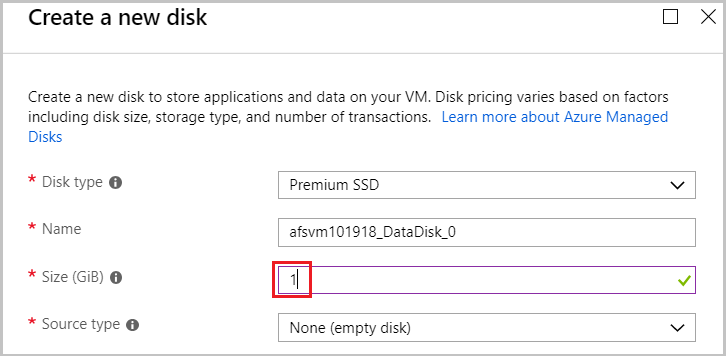 Create a new disk
Create a new disk to store applications and data on your VM. Disk pricing varies based on factors
including disk size, storage type, and number of transactions. Learn more about Azure Managed
Disks
* Disk type Premium SSD
* Name afsvm101918_DataDisk_0
* Size (GiB) 1
* Source type None (empty disk)